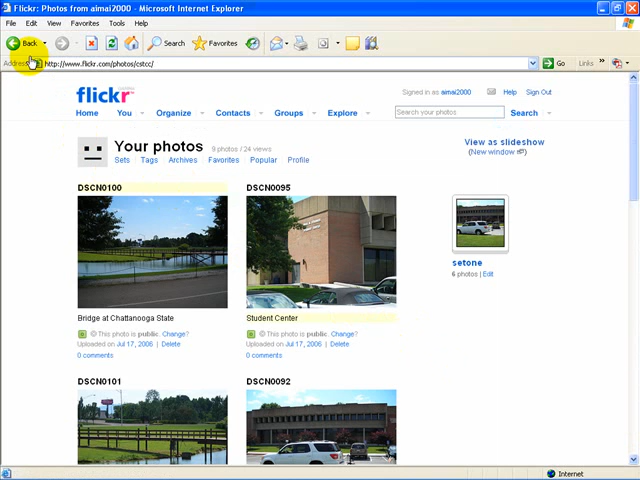 Flickr: Photos from aimai2000 - Microsoft Internet Explorer
File Edit View Favorites Tools Help
Back Search Favorites
Address http://www.flickr.com/photos/cstcc/ Go Links »
flickr
Signed in as aimai2000 Help Sign Out
Home You Organize Contacts Groups Explore Search your photos Search
Your photos 9 photos / 24 views
Sets Tags Archives Favorites Popular Profile
View as slideshow
(New window)
DSCN0100 DSCN0095
setone
6 photos | Edit
Bridge at Chattanooga State Student Center
This photo is public. Change? This photo is public. Change?
Uploaded on Jul 17, 2006 | Delete Uploaded on Jul 17, 2006 | Delete
0 comments 0 comments
DSCN0101 DSCN0092
Internet